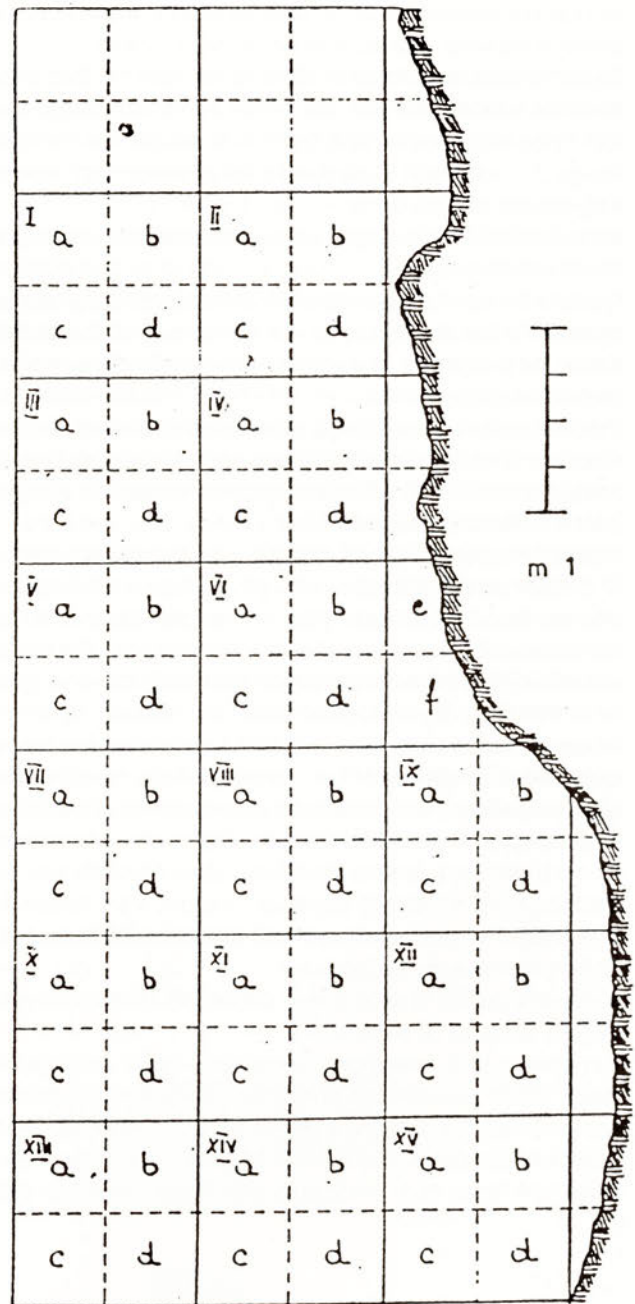 a
I a b II a b
c d c d
III a b IV a b
c d c d
m 1
V a b VI a b e
c d c d f
VII a b VIII a b IX a b
c d c d c d
X a b XI a b XII a b
c d c d c d
XIII a b XIV a b XV a b
c d c d c d